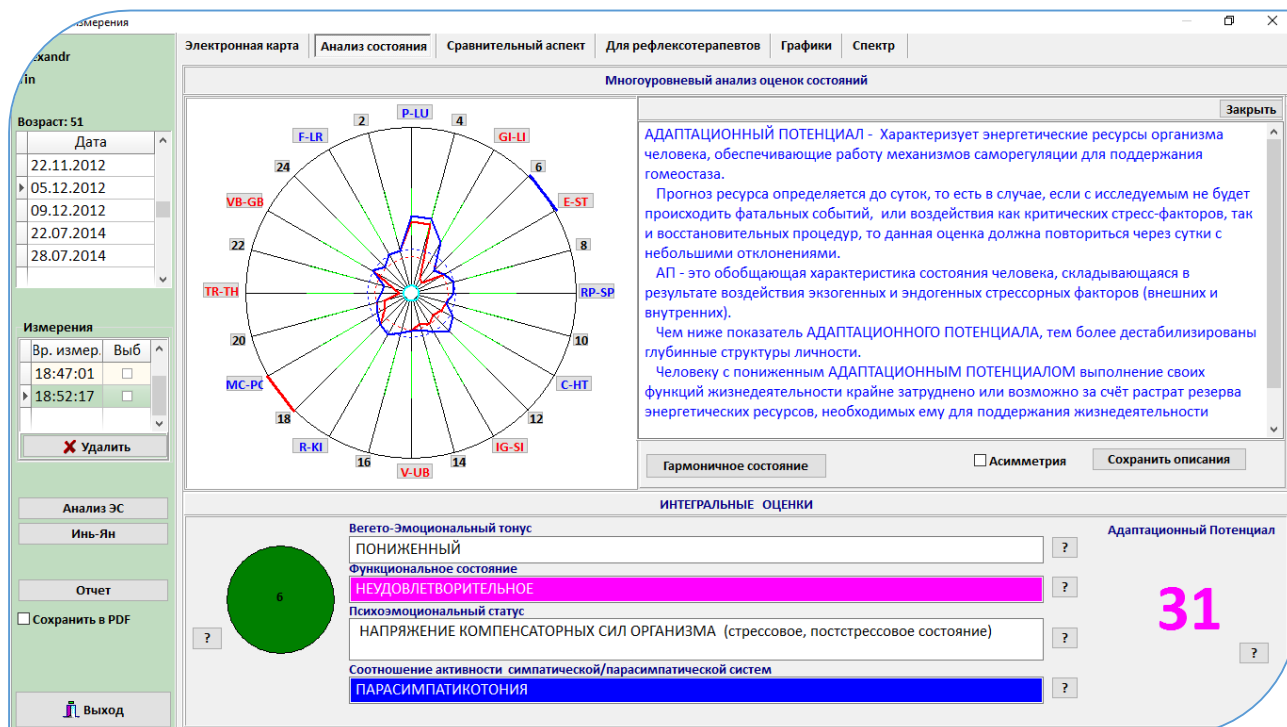 измерения
Электронная карта Анализ состояния Сравнительный аспект Для рефлексотерапевтов Графики Спектр
exandr
Возраст: 51
Дата
22.11.2012
05.12.2012
09.12.2012
22.07.2014
28.07.2014
Измерения
Вр. измер. Выб
18:47:01
18:52:17
Удалить
Анализ ЭС
Инь-Ян
Отчет
Сохранить в PDF
Выход
Многоуровневый анализ оценок состояний
P-LU
4
GI-LI
6
E-ST
8
RP-SP
10
C-HT
12
IG-SI
14
V-UB
16
R-KI
18
MC-PC
20
TR-TH
22
VB-GB
24
F-LR
2
Закрыть
АДАПТАЦИОННЫЙ ПОТЕНЦИАЛ - Характеризует энергетические ресурсы организма
человека, обеспечивающие работу механизмов саморегуляции для поддержания
гомеостаза.
Прогноз ресурса определяется до суток, то есть в случае, если с исследуемым не будет
происходить фатальных событий, или воздействия как критических стресс-факторов, так
и восстановительных процедур, то данная оценка должна повториться через сутки с
небольшими отклонениями.
АП - это обобщающая характеристика состояния человека, складывающаяся в
результате воздействия экзогенных и эндогенных стрессорных факторов (внешних и
внутренних).
Чем ниже показатель АДАПТАЦИОННОГО ПОТЕНЦИАЛА, тем более дестабилизированы
глубинные структуры личности.
Человеку с пониженным АДАПТАЦИОННЫМ ПОТЕНЦИАЛОМ выполнение своих
функций жизнедеятельности крайне затруднено или возможно за счёт растрат резерва
энергетических ресурсов, необходимых ему для поддержания жизнедеятельности
Гармоничное состояние
Асимметрия
Сохранить описания
ИНТЕГРАЛЬНЫЕ ОЦЕНКИ
6
?
Вегето-Эмоциональный тонус
ПОНИЖЕННЫЙ
?
Функциональное состояние
НЕУДОВЛЕТВОРИТЕЛЬНОЕ
?
Психоэмоциональный статус
НАПРЯЖЕНИЕ КОМПЕНСАТОРНЫХ СИЛ ОРГАНИЗМА (стрессовое, постстрессовое состояние)
?
Соотношение активности симпатической/парасимпатической систем
ПАРАСИМПАТИКОТОНИЯ
?
Адаптационный Потенциал
31
?